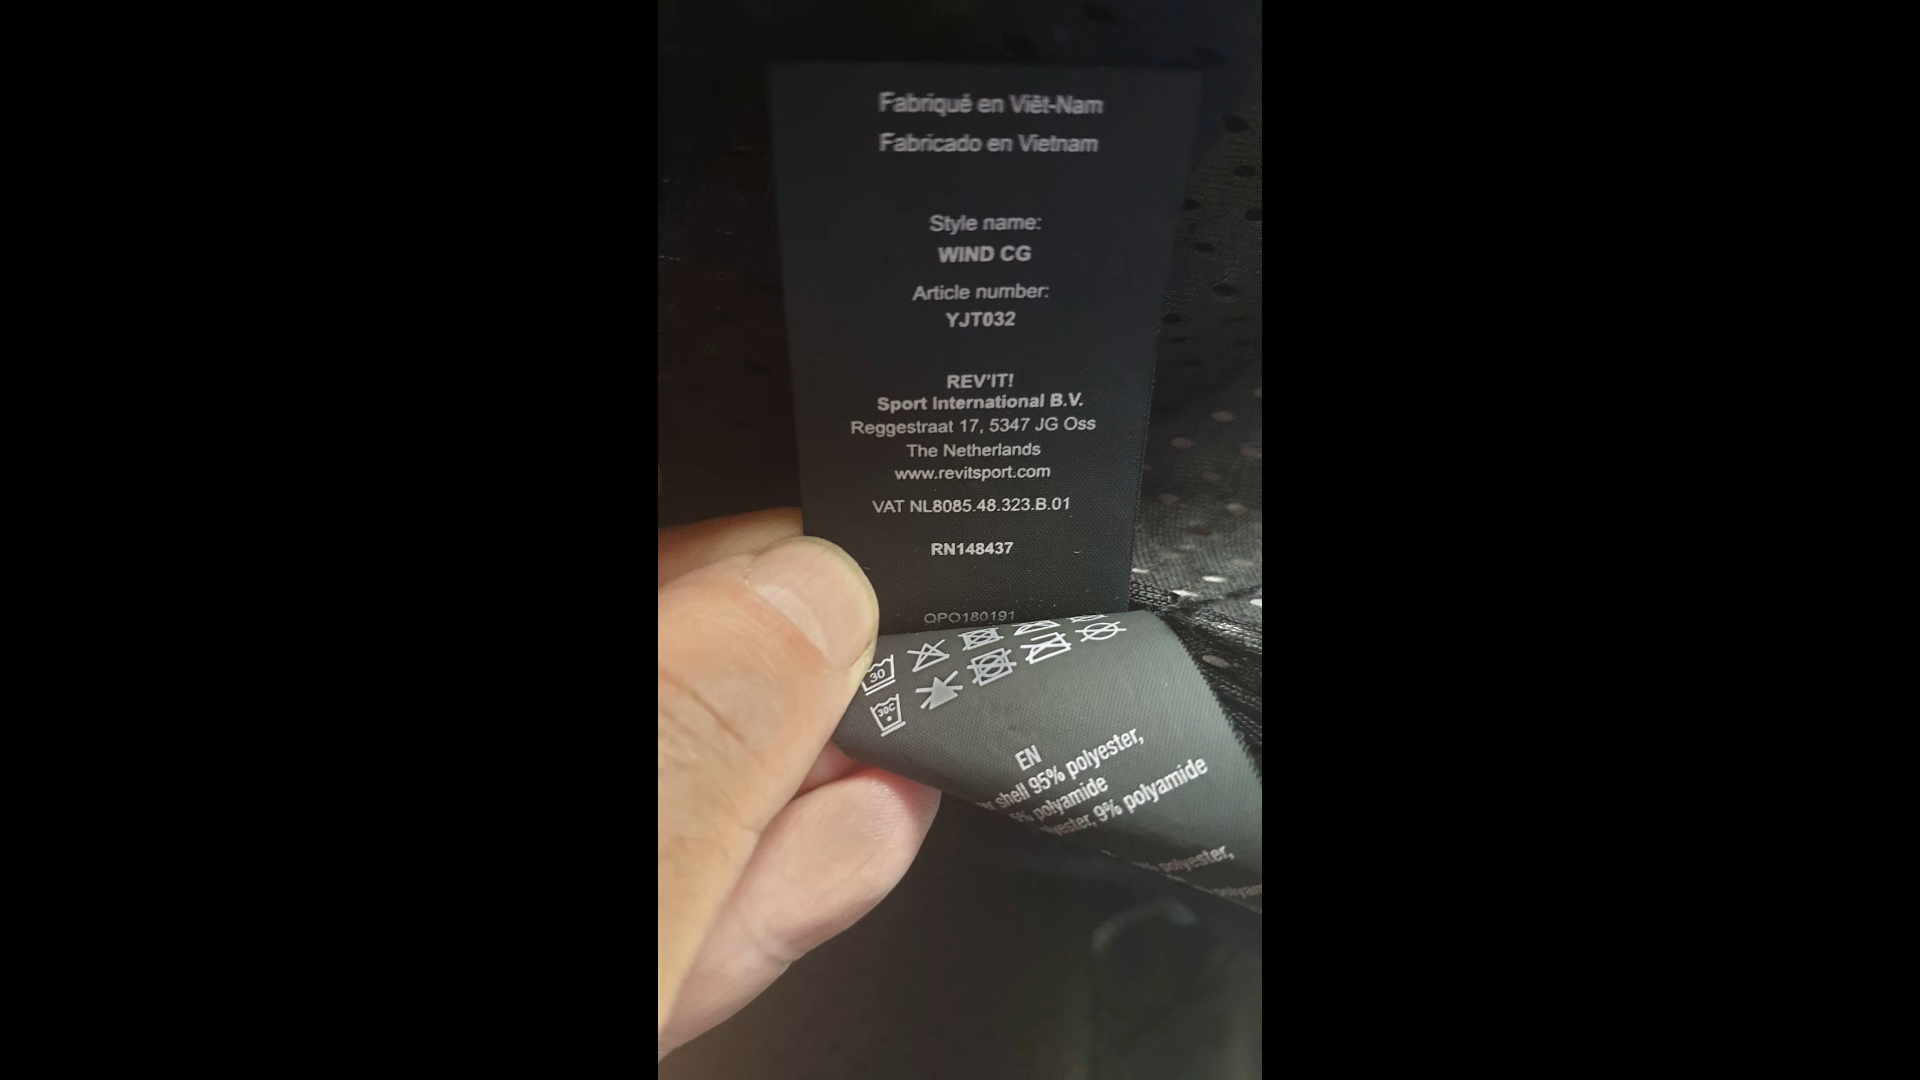 Fabriqué en Viêt-Nam
Fabricado en Vietnam
Style name:
WIND CG
Article number:
YJT032
REV'IT!
Sport International B.V.
Reggestraat 17, 5347 JG Oss
The Netherlands
www.revitsport.com
VAT NL8085.48.323.B.01
RN148437
QPO180191
30
30C
EN
shell 95% polyester,
5% polyamide
9% polyamide
polyester,